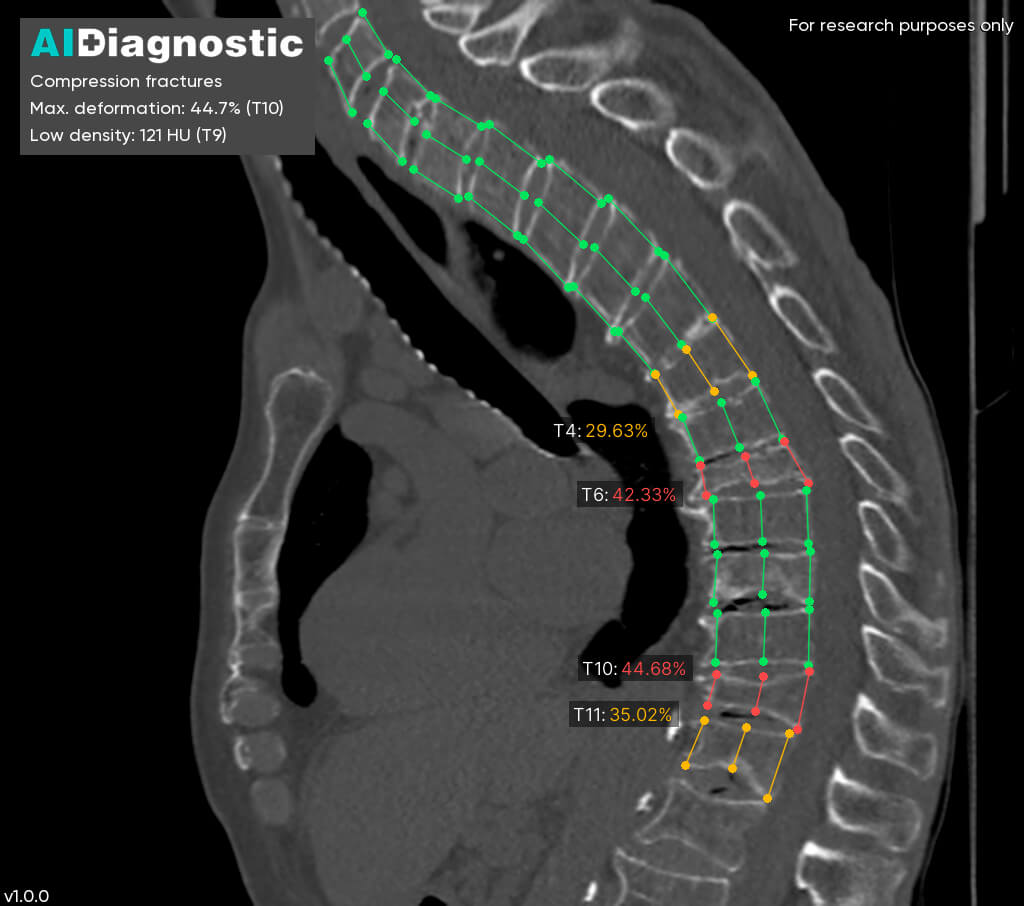 AIDiagnostic
For research purposes only
Compression fractures
Max. deformation: 44.7% (T10)
Low density: 121 HU (T9)
T4: 29.63%
T6: 42.33%
T10: 44.68%
T11: 35.02%
v1.0.0